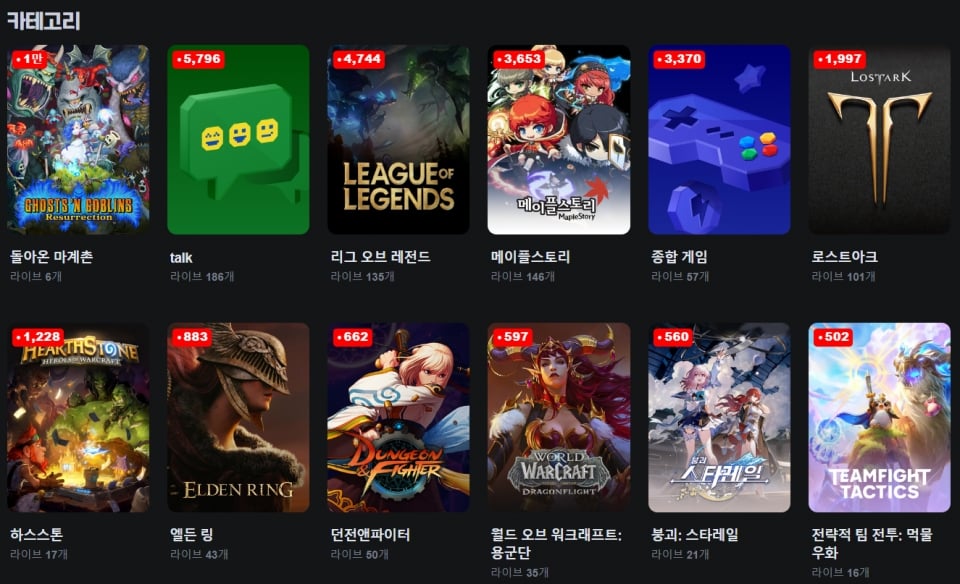 카테고리
• 1만
• 5,796
• 4,744
• 3,653
• 3,370
• 1,997
GHOSTS'N GOBLINS
Resurrection
LEAGUE OF
LEGENDS
메이플스토리
MapleStory
LOSTARK
돌아온 마계촌
talk
리그 오브 레전드
메이플스토리
종합 게임
로스트아크
라이브 6개
라이브 186개
라이브 135개
라이브 146개
라이브 57개
라이브 101개
• 1,228
• 883
• 662
• 597
• 560
• 502
HEARTHSTONE
HEROES OF WARCRAFT
ELDEN RING
DUNGEON
& FIGHTER
WORLD
WARCRAFT
DRAGONFLIGHT
붕괴
스타레일
TEAMFIGHT
TACTICS
하스스톤
엘든 링
던전앤파이터
월드 오브 워크래프트:
용군단
붕괴: 스타레일
전략적 팀 전투: 먹물
우화
라이브 17개
라이브 43개
라이브 50개
라이브 35개
라이브 21개
라이브 16개